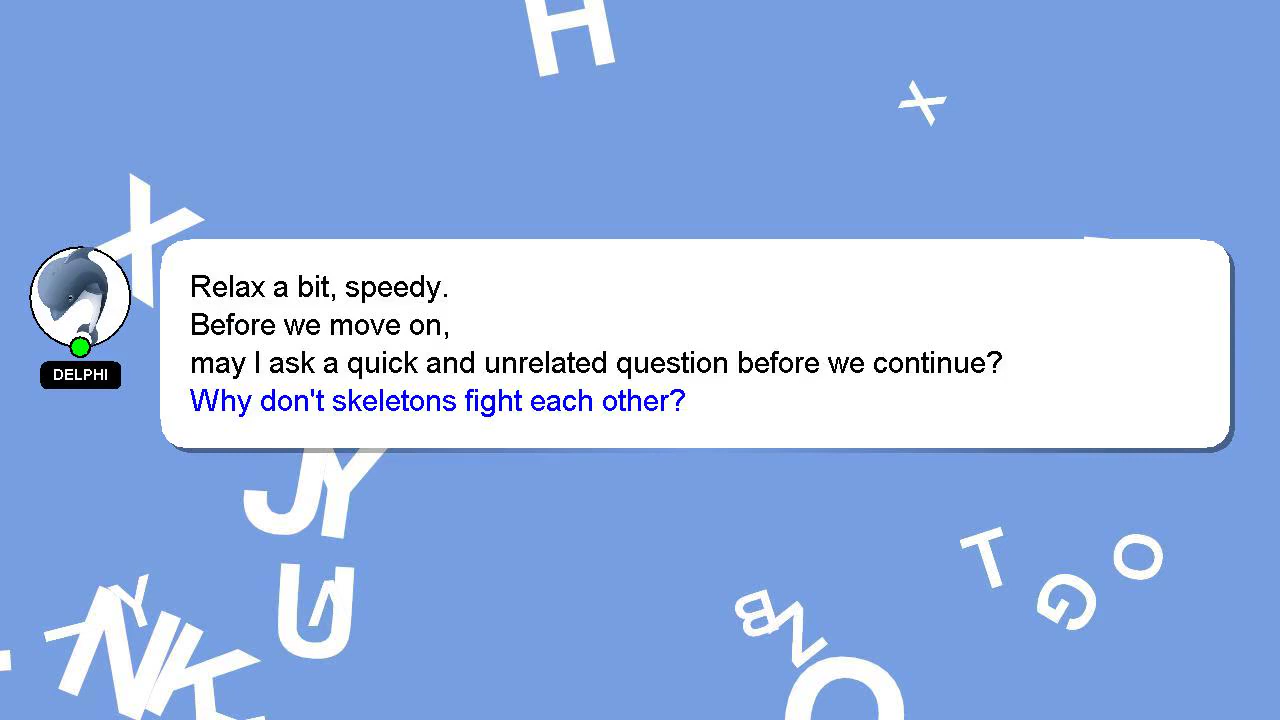 H
X
X
Relax a bit, speedy.
Before we move on,
may I ask a quick and unrelated question before we continue?
Why don't skeletons fight each other?
DELPHI
J Y
T O
U
Y G
B
N K N
O